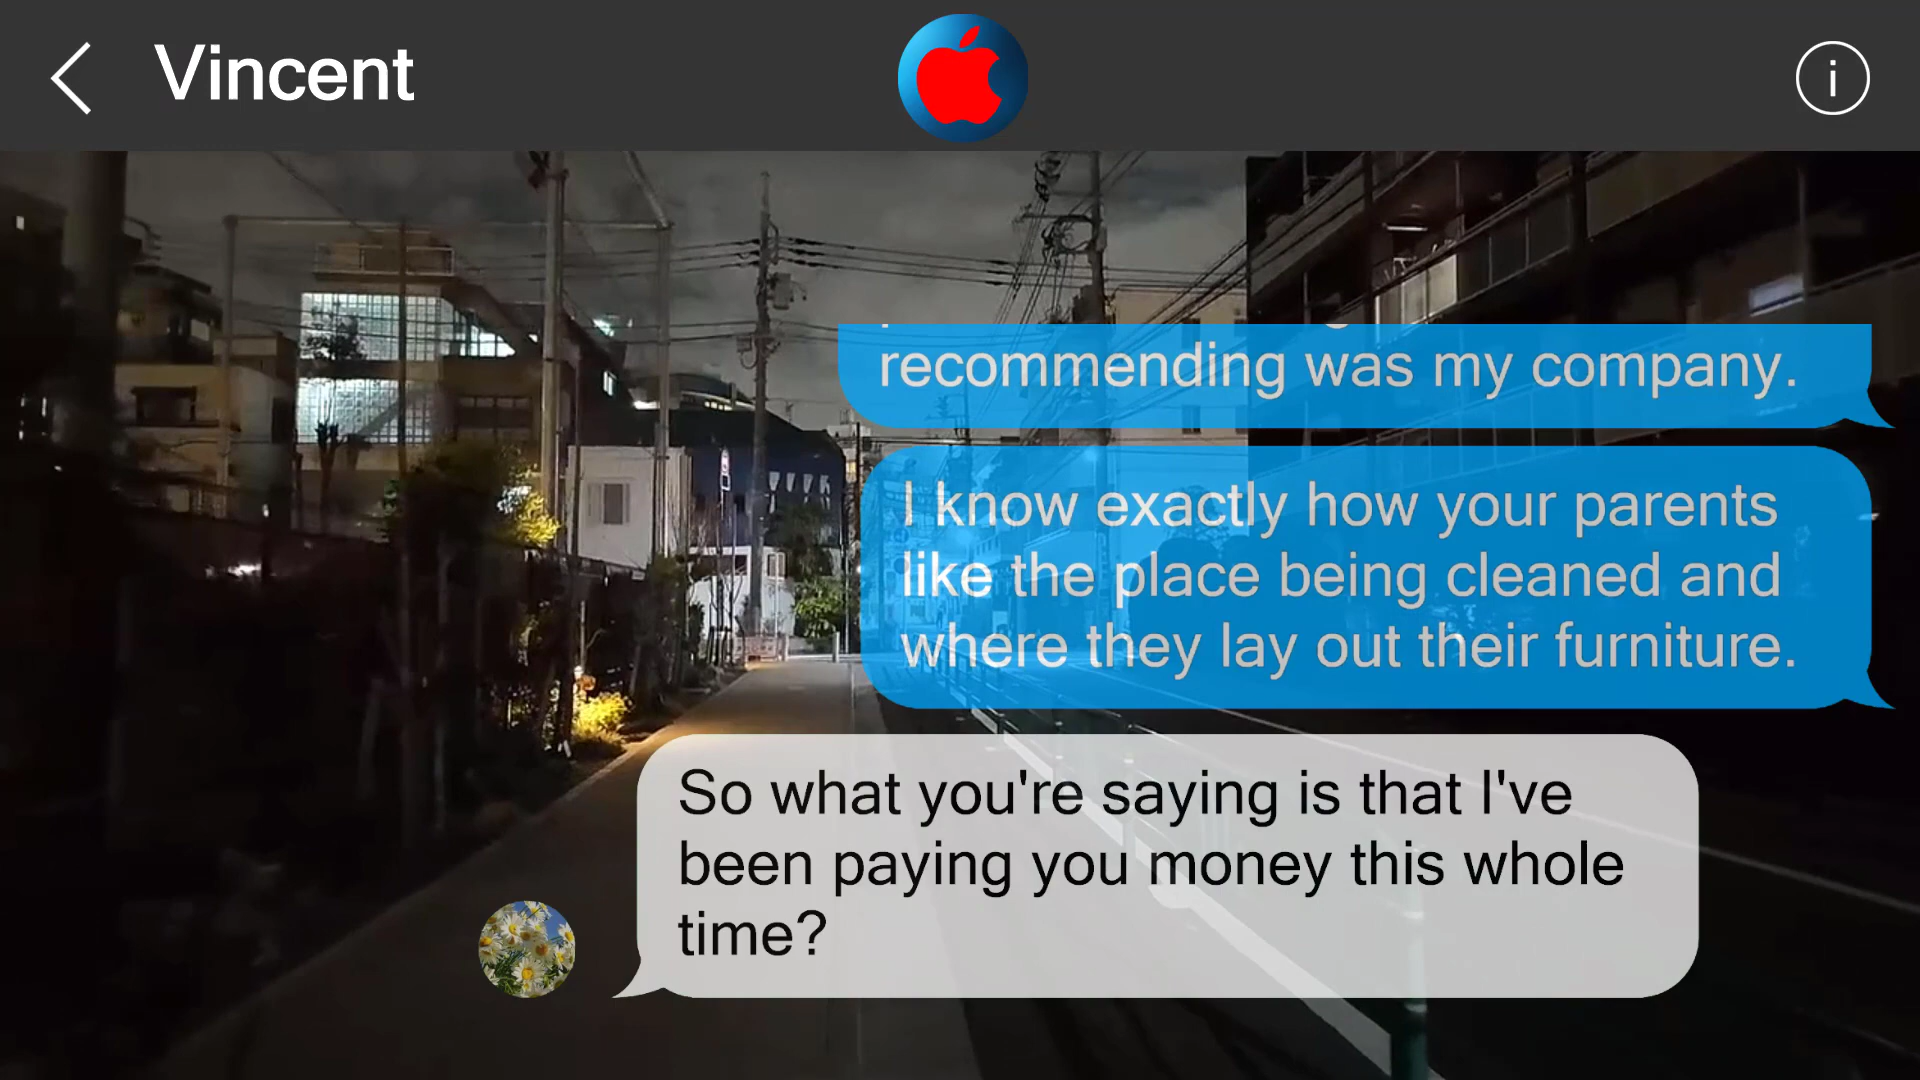 Vincent
i
recommending was my company.
I know exactly how your parents
like the place being cleaned and
where they lay out their furniture.
So what you're saying is that I've
been paying you money this whole
time?